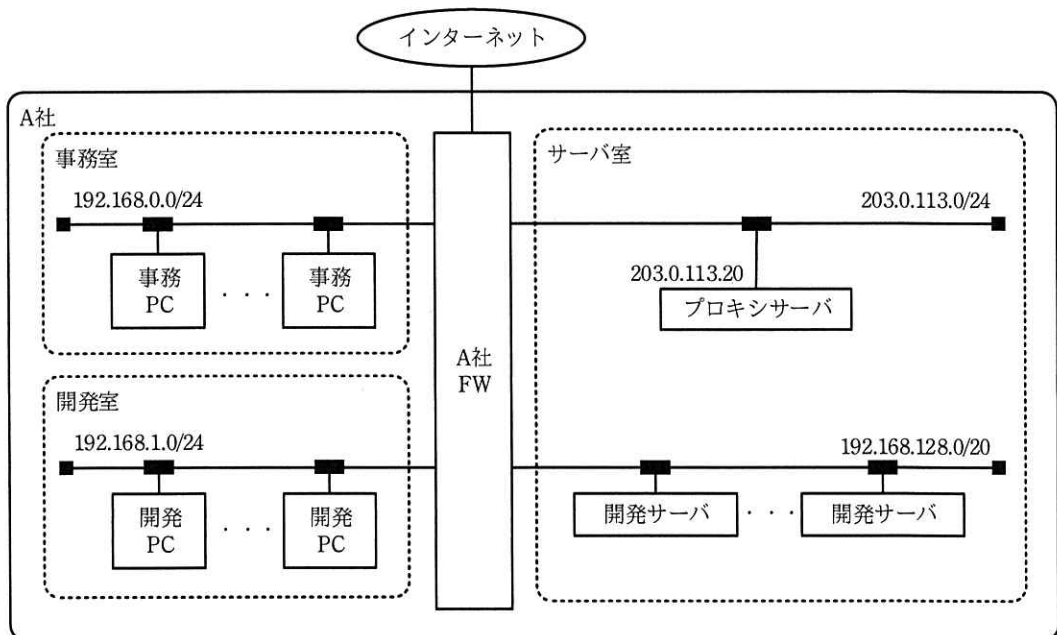 インターネット
A社
事務室
192.168.0.0/24
事務
PC
・・・
事務
PC
開発室
192.168.1.0/24
開発
PC
・・・
開発
PC
A社
FW
サーバ室
203.0.113.0/24
203.0.113.20
プロキシサーバ
192.168.128.0/20
開発サーバ
・・・
開発サーバ